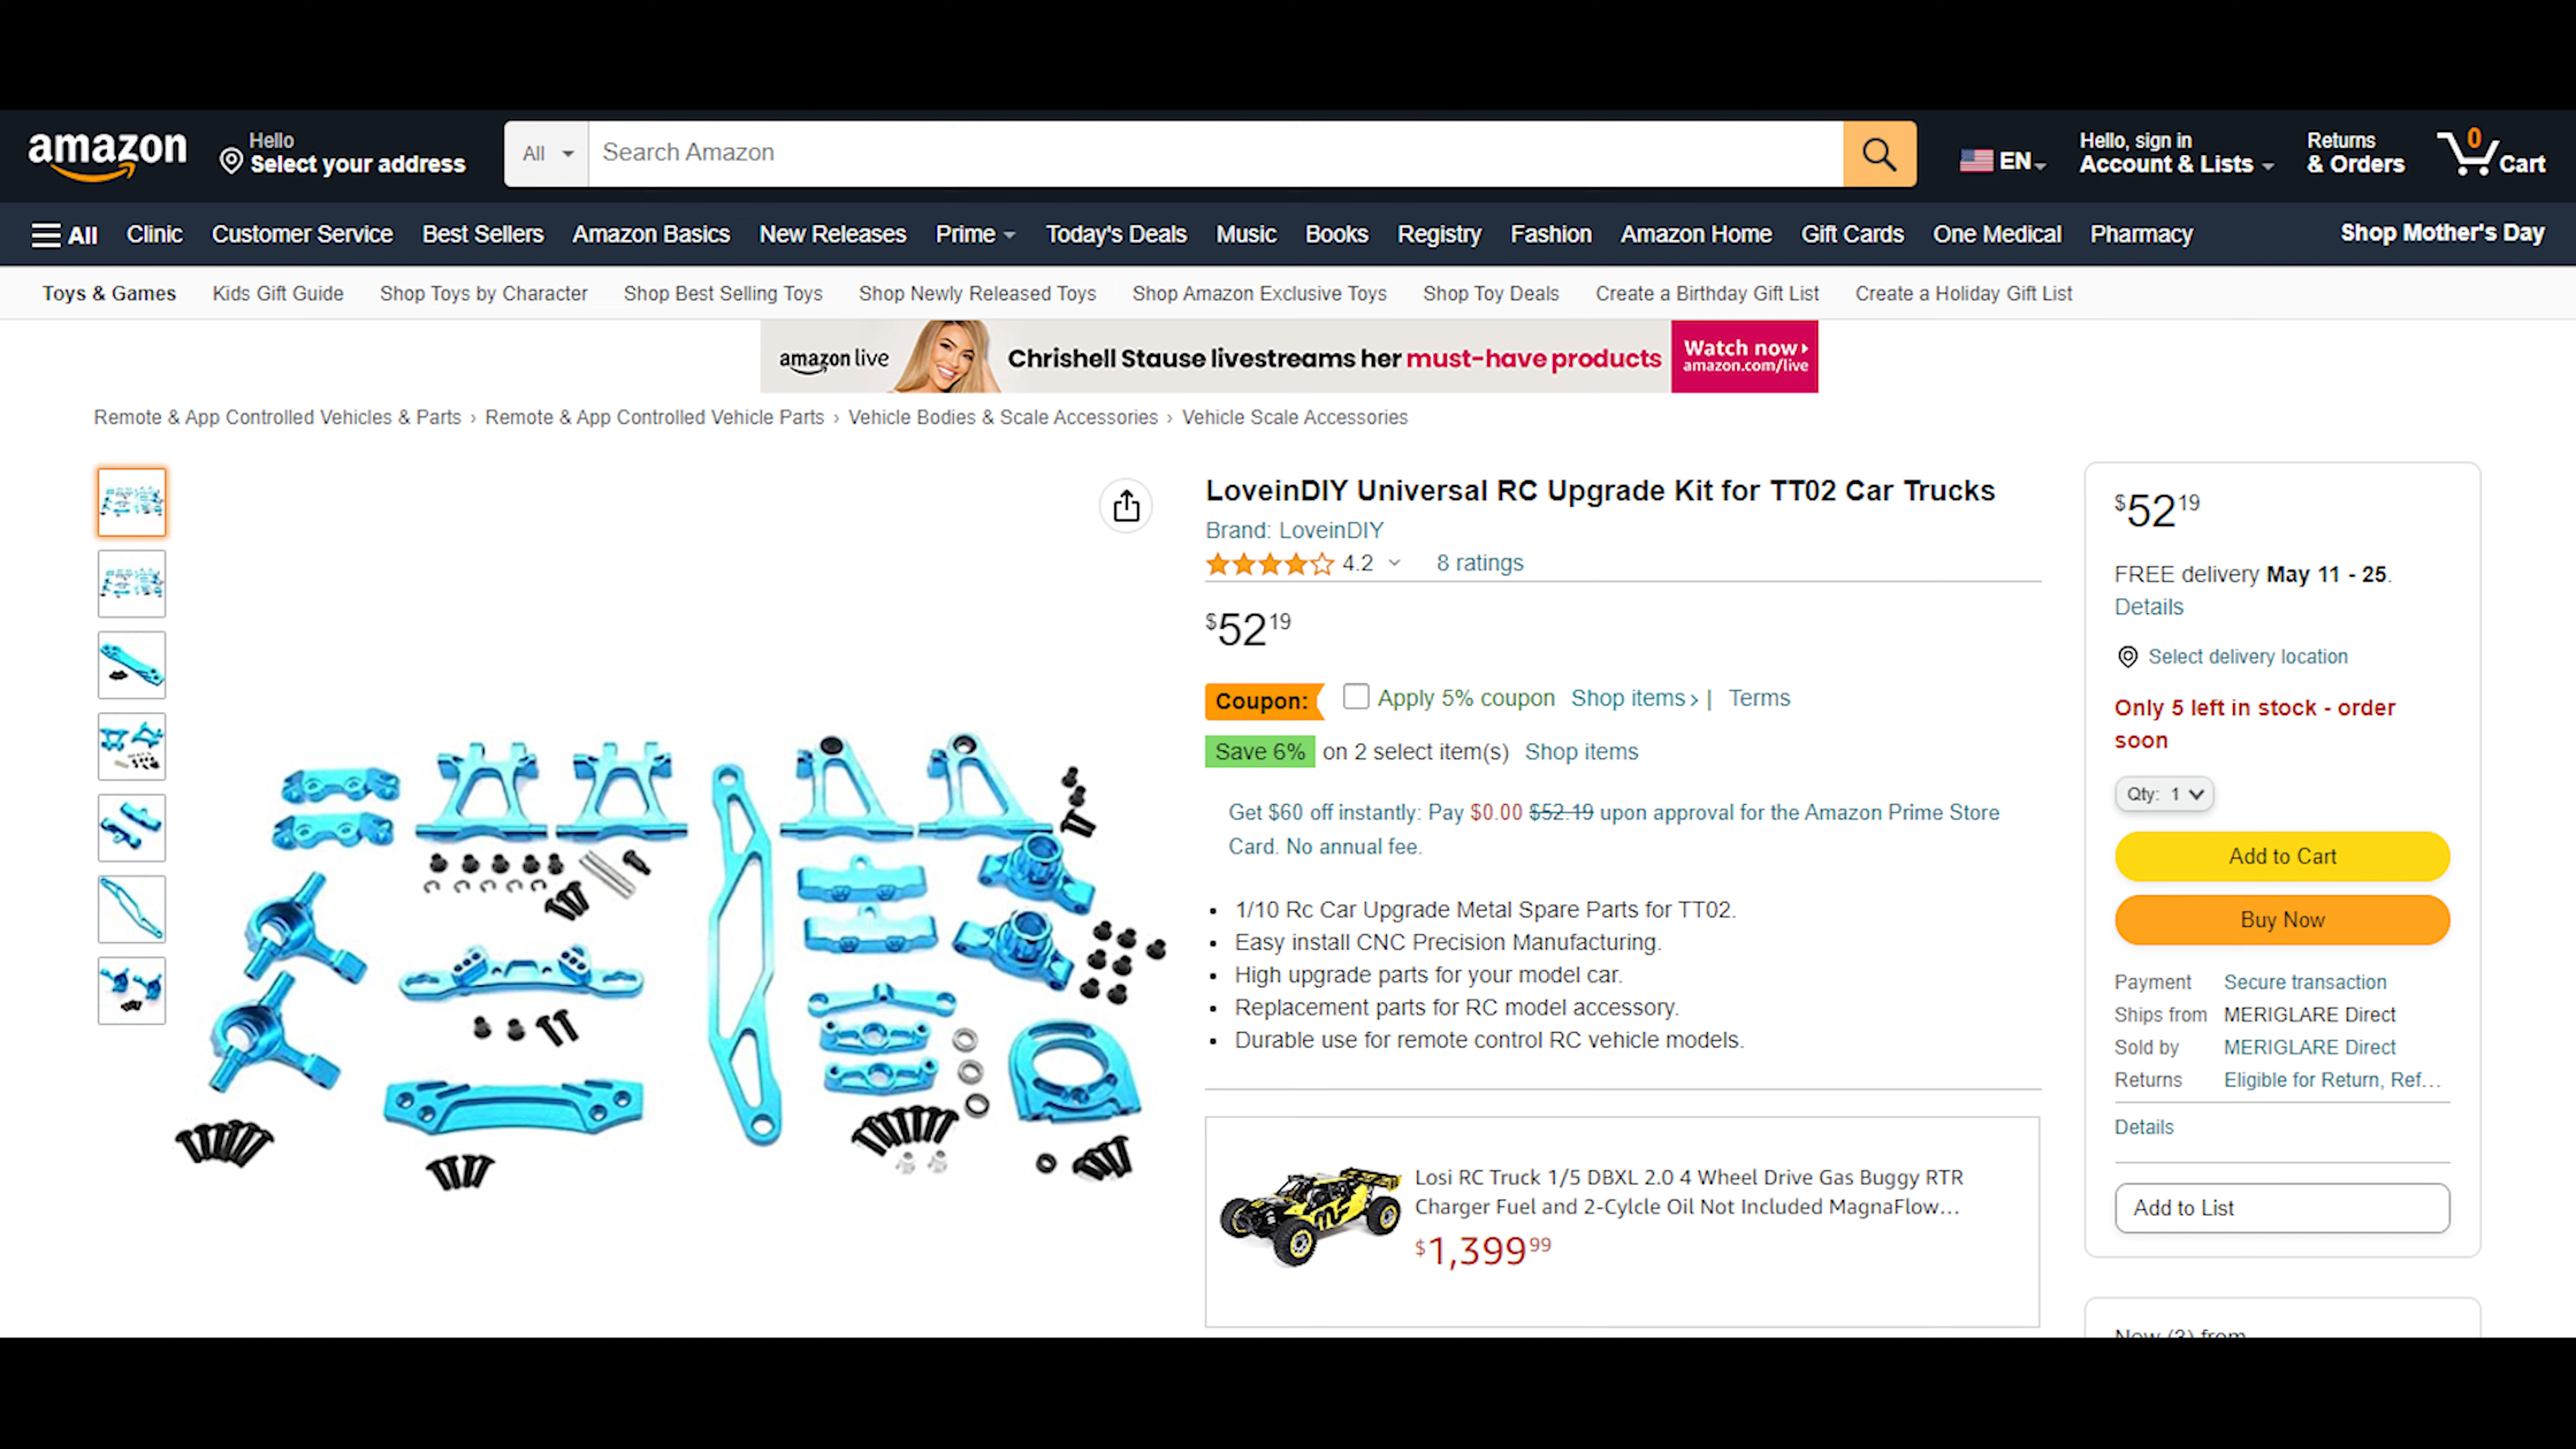 amazon
Hello
Select your address
All
Search Amazon
EN
Hello, sign in
Account & Lists
Returns
& Orders
0
Cart
All
Clinic
Customer Service
Best Sellers
Amazon Basics
New Releases
Prime
Today's Deals
Music
Books
Registry
Fashion
Amazon Home
Gift Cards
One Medical
Pharmacy
Shop Mother's Day
Toys & Games
Kids Gift Guide
Shop Toys by Character
Shop Best Selling Toys
Shop Newly Released Toys
Shop Amazon Exclusive Toys
Shop Toy Deals
Create a Birthday Gift List
Create a Holiday Gift List
amazon live
Chrishell Stause livestreams her must-have products
Watch now
amazon.com/live
Remote & App Controlled Vehicles & Parts › Remote & App Controlled Vehicle Parts › Vehicle Bodies & Scale Accessories › Vehicle Scale Accessories
LoveinDIY Universal RC Upgrade Kit for TT02 Car Trucks
Brand: LoveinDIY
4.2
8 ratings
$52 19
Coupon:
Apply 5% coupon Shop items › | Terms
Save 6% on 2 select item(s) Shop items
Get $60 off instantly: Pay $0.00 $52.19 upon approval for the Amazon Prime Store
Card. No annual fee.
• 1/10 Rc Car Upgrade Metal Spare Parts for TT02.
• Easy install CNC Precision Manufacturing.
• High upgrade parts for your model car.
• Replacement parts for RC model accessory.
• Durable use for remote control RC vehicle models.
Losi RC Truck 1/5 DBXL 2.0 4 Wheel Drive Gas Buggy RTR
Charger Fuel and 2-Cylcle Oil Not Included MagnaFlow…
$1,399 99
$52 19
FREE delivery May 11 - 25.
Details
Select delivery location
Only 5 left in stock - order
soon
Qty: 1
Add to Cart
Buy Now
Payment Secure transaction
Ships from MERIGLARE Direct
Sold by MERIGLARE Direct
Returns Eligible for Return, Ref…
Details
Add to List